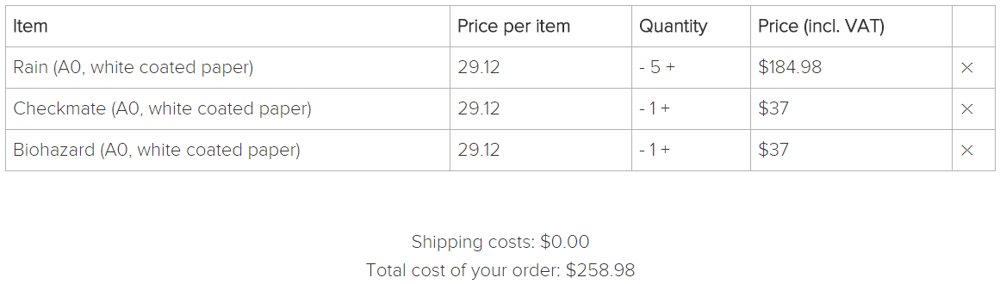 Item Price per item Quantity Price (incl. VAT)
Rain (A0, white coated paper) 29.12 - 5 + $184.98 ×
Checkmate (A0, white coated paper) 29.12 - 1 + $37 ×
Biohazard (A0, white coated paper) 29.12 - 1 + $37 ×
Shipping costs: $0.00
Total cost of your order: $258.98